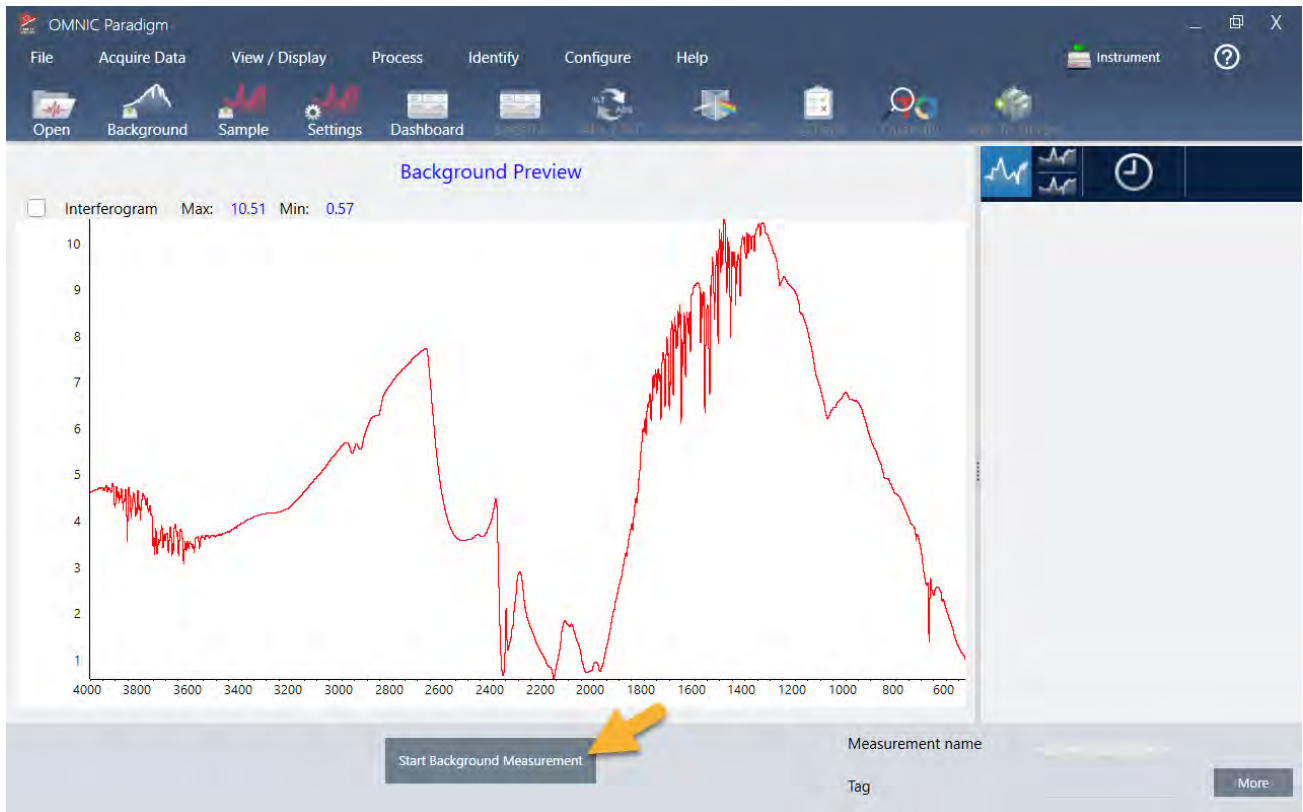 OMNIC Paradigm
File Acquire Data View / Display Process Identify Configure Help Instrument
Open Background Sample Settings Dashboard
Background Preview
Interferogram Max: 10.51 Min: 0.57
10
9
8
7
6
5
4
3
2
1
4000 3800 3600 3400 3200 3000 2800 2600 2400 2200 2000 1800 1600 1400 1200 1000 800 600
Start Background Measurement
Measurement name
Tag
More